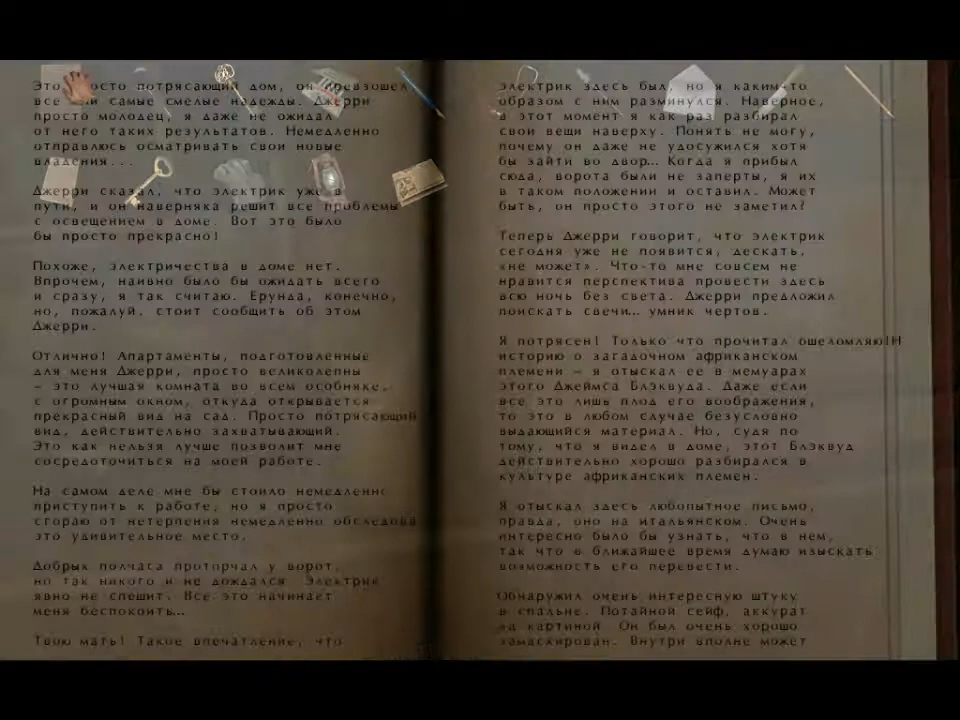 Это просто потрясающий дом, он превзошел
все мои самые смелые надежды. Джерри
просто молодец, я даже не ожидал
от него таких результатов. Немедленно
отправлюсь осматривать свои новые
владения...
Джерри сказал, что электрик уже в
пути, и он наверняка решит все проблемы
с освещением в доме. Вот это было
бы просто прекрасно!
Похоже, электричества в доме нет.
Впрочем, наивно было бы ожидать всего
и сразу, я так считаю. Ерунда, конечно,
но, пожалуй, стоит сообщить об этом
Джерри.
Отлично! Апартаменты, подготовленные
для меня Джерри, просто великолепны
– это лучшая комната во всем особняке,
с огромным окном, откуда открывается
прекрасный вид на сад. Просто потрясающий
вид, действительно захватывающий.
Это как нельзя лучше позволит мне
сосредоточиться на моей работе.
На самом деле мне бы стоило немедленно
приступить к работе, но я просто
сгораю от нетерпения немедленно обследова
это удивительное место.
Добрых полчаса проторчал у ворот,
но так никого и не дождался. Электрик
явно не спешит. Все это начинает
меня беспокоить...
Твою мать! Такое впечатление, что
электрик здесь был, но я каким-то
образом с ним разминулся. Наверное,
в этот момент я как раз разбирал
свои вещи наверху. Понять не могу,
почему он даже не удосужился хотя
бы зайти во двор... Когда я прибыл
сюда, ворота были не заперты, я их
в таком положении и оставил. Может
быть, он просто этого не заметил?
Теперь Джерри говорит, что электрик
сегодня уже не появится, дескать,
«не может». Что-то мне совсем не
нравится перспектива провести здесь
всю ночь без света. Джерри предложил
поискать свечи... умник чертов.
Я потрясен! Только что прочитал ошеломляю!Н
историю о загадочном африканском
племени – я отыскал ее в мемуарах
этого Джеймса Блэквуда. Даже если
все это лишь плод его воображения,
то это в любом случае безусловно
выдающийся материал. Но, судя по
тому, что я видел в доме, этот Блэквуд
действительно хорошо разбирался в
культуре африканских племен.
Я отыскал здесь любопытное письмо,
правда, оно на итальянском. Очень
интересно было бы узнать, что в нем,
так что в ближайшее время думаю изыскать
возможность его перевести.
Обнаружил очень интересную штуку
в спальне. Потайной сейф, аккурат
за картиной. Он был очень хорошо
замаскирован. Внутри вполне может